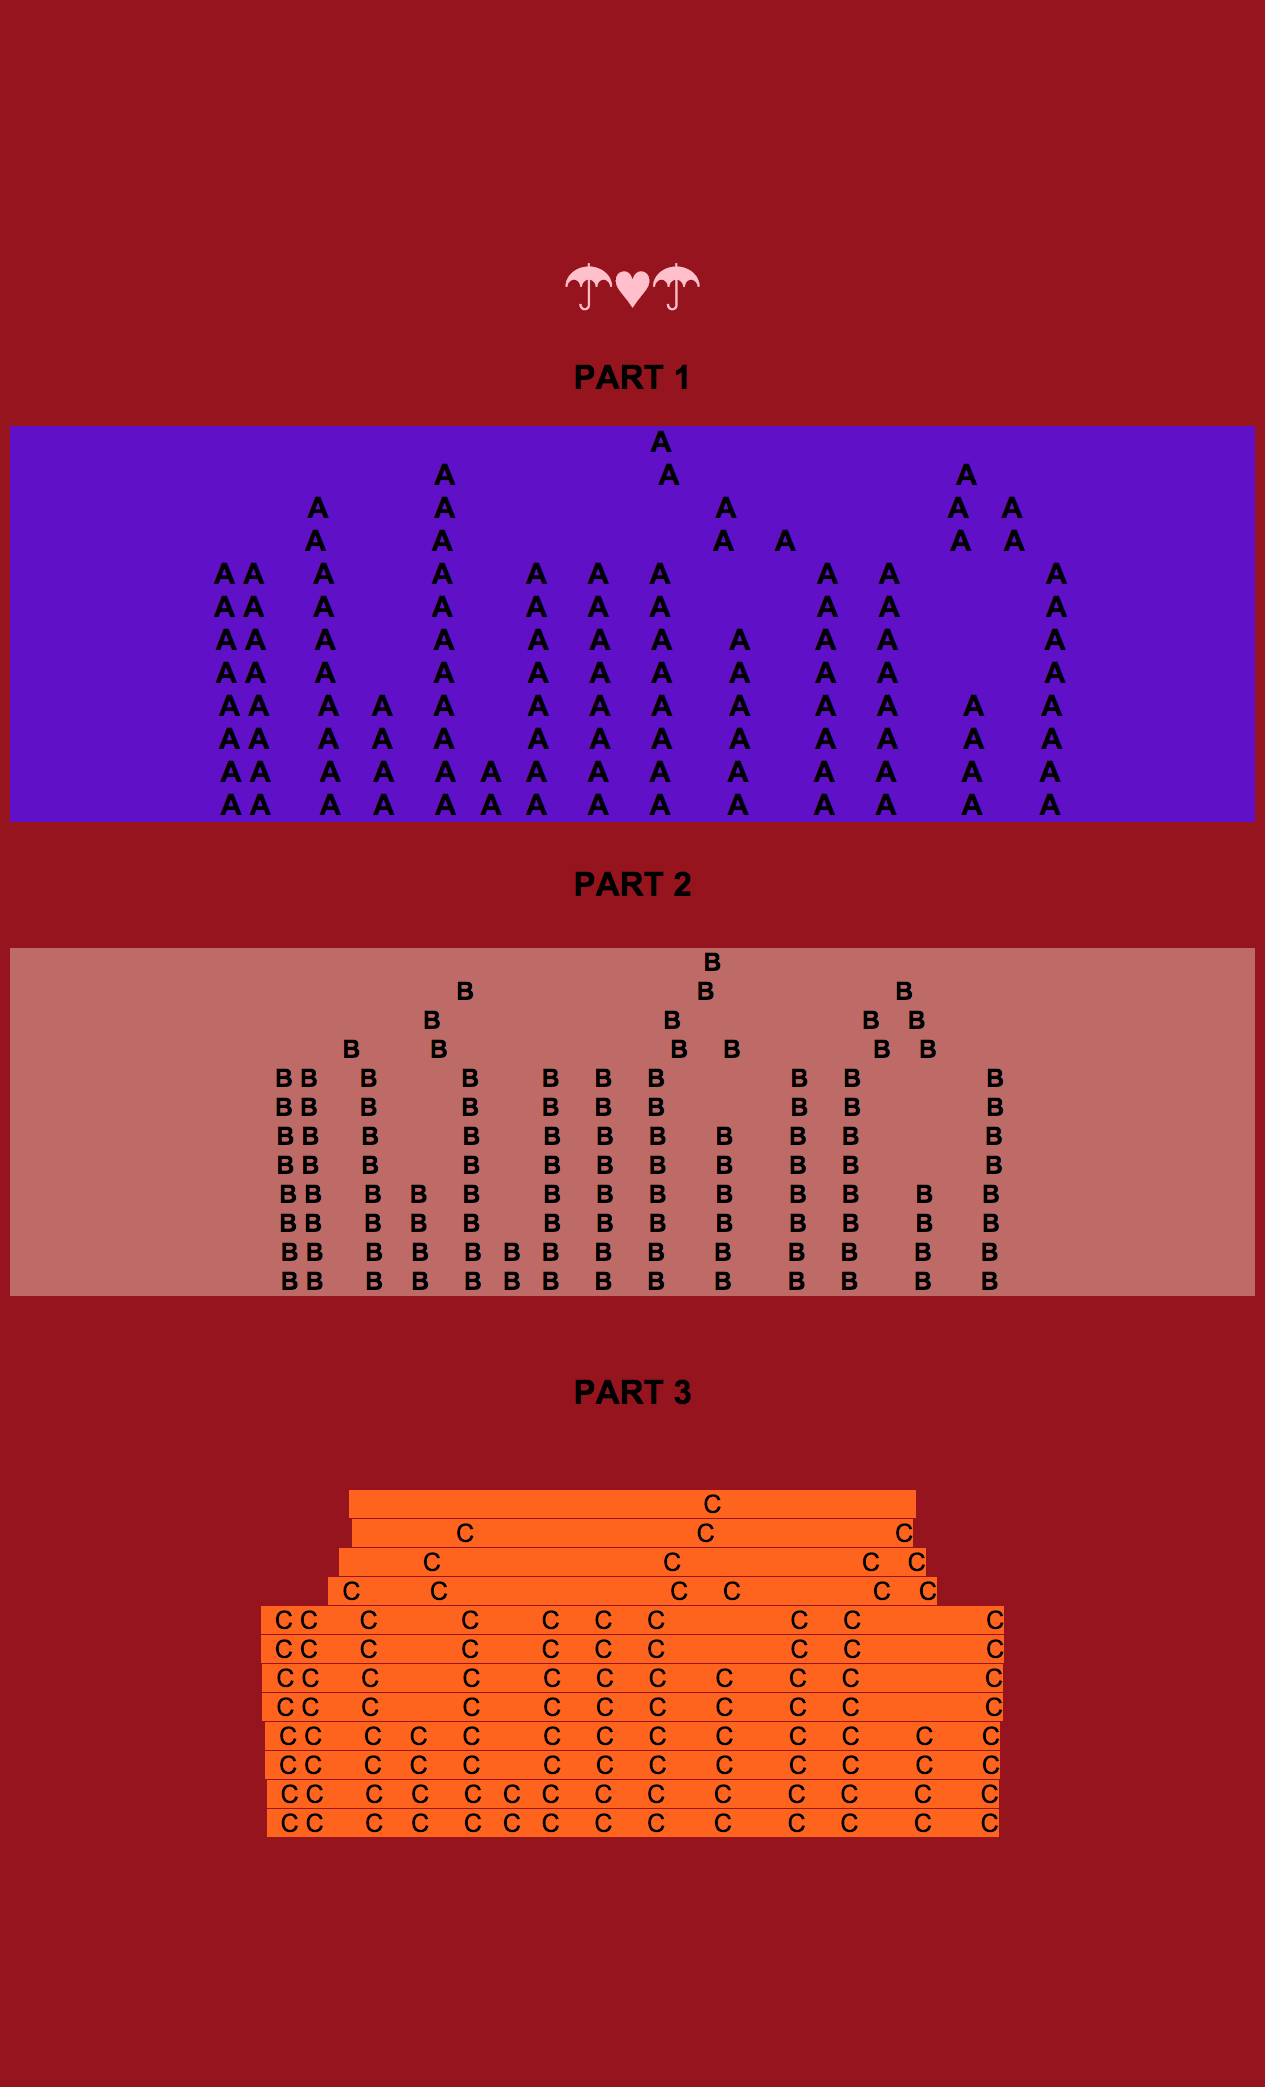 ☂♥☂
PART 1
A
A A A
A A A A A
A A A A A A
A A A A A A A A A A
A A A A A A A A A A
A A A A A A A A A A A
A A A A A A A A A A A
A A A A A A A A A A A A A
A A A A A A A A A A A A A
A A A A A A A A A A A A A A
A A A A A A A A A A A A A A
PART 2
B
B B B
B B B B
B B B B B B
B B B B B B B B B B
B B B B B B B B B B
B B B B B B B B B B B
B B B B B B B B B B B
B B B B B B B B B B B B B
B B B B B B B B B B B B B
B B B B B B B B B B B B B B
B B B B B B B B B B B B B B
PART 3
C
C C C
C C C C
C C C C C C
C C C C C C C C C C
C C C C C C C C C C
C C C C C C C C C C C
C C C C C C C C C C C
C C C C C C C C C C C C C
C C C C C C C C C C C C C
C C C C C C C C C C C C C C
C C C C C C C C C C C C C C